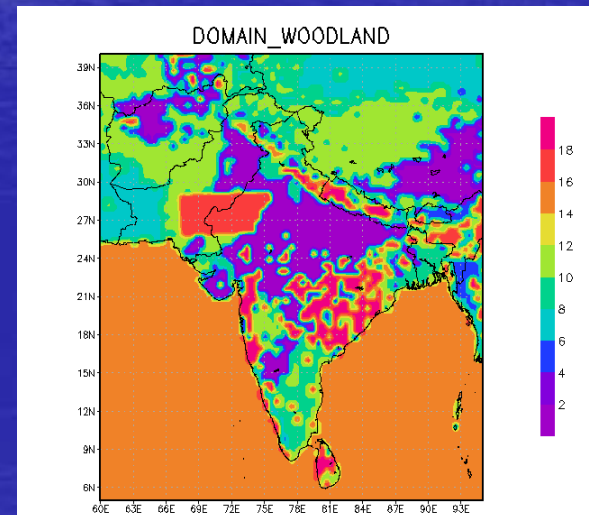 DOMAIN_WOODLAND
39N
36N
33N
30N
27N
24N
21N
18N
15N
12N
9N
6N
60E 63E 66E 69E 72E 75E 78E 81E 84E 87E 90E 93E
18
16
14
12
10
8
6
4
2